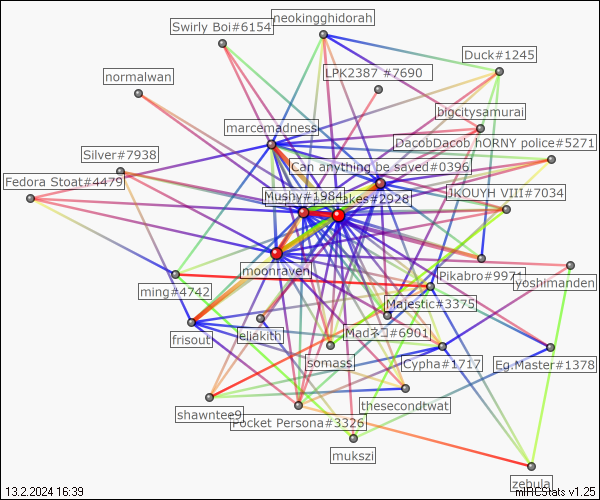 neokingghidorah
Swirly Boi#6154
Duck#1245
LPK2387 #7690
normalwan
bigcitysamurai
marcemadness
DacobDacob hORNY police#5271
Silver#7938
Can anything be saved#0396
Fedora Stoat#4479
Mushy#1984
akes#2928
JKOUYH VIII#7034
moonraven
Pikabro#9971
yoshimanden
ming#4742
Majestic#3375
frisout
eliakith
Madネコ#6901
somass
Cypha#1717
Eg.Master#1378
thesecondtwat
shawntee9
Pocket Persona#3326
mukszi
zebula
13.2.2024 16:39
mIRCStats v1.25